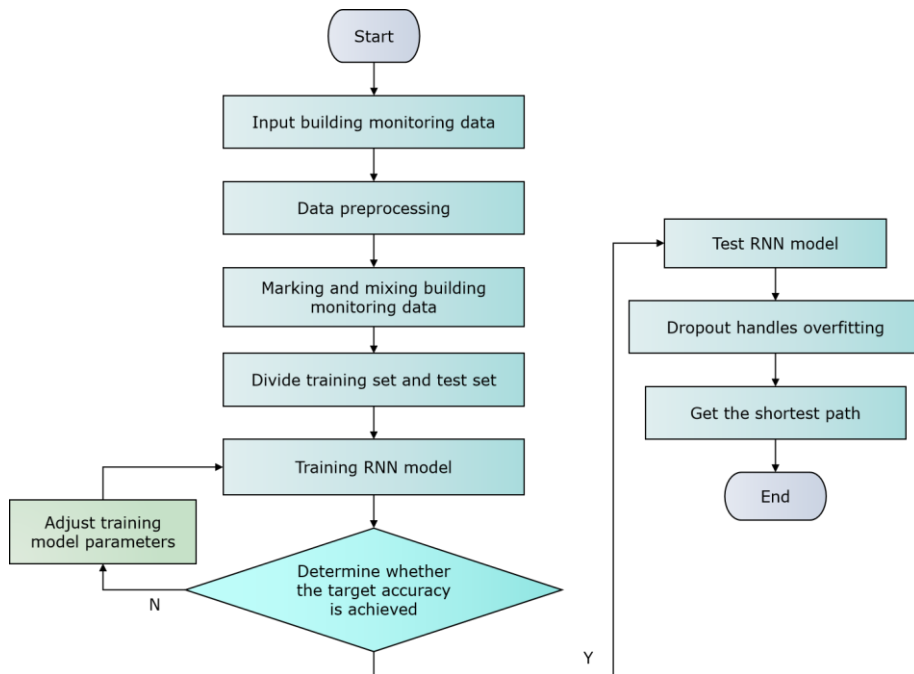 Start
Input building monitoring data
Data preprocessing
Marking and mixing building
monitoring data
Divide training set and test set
Training RNN model
Adjust training
model parameters
Determine whether
the target accuracy
is achieved
N
Y
Test RNN model
Dropout handles overfitting
Get the shortest path
End